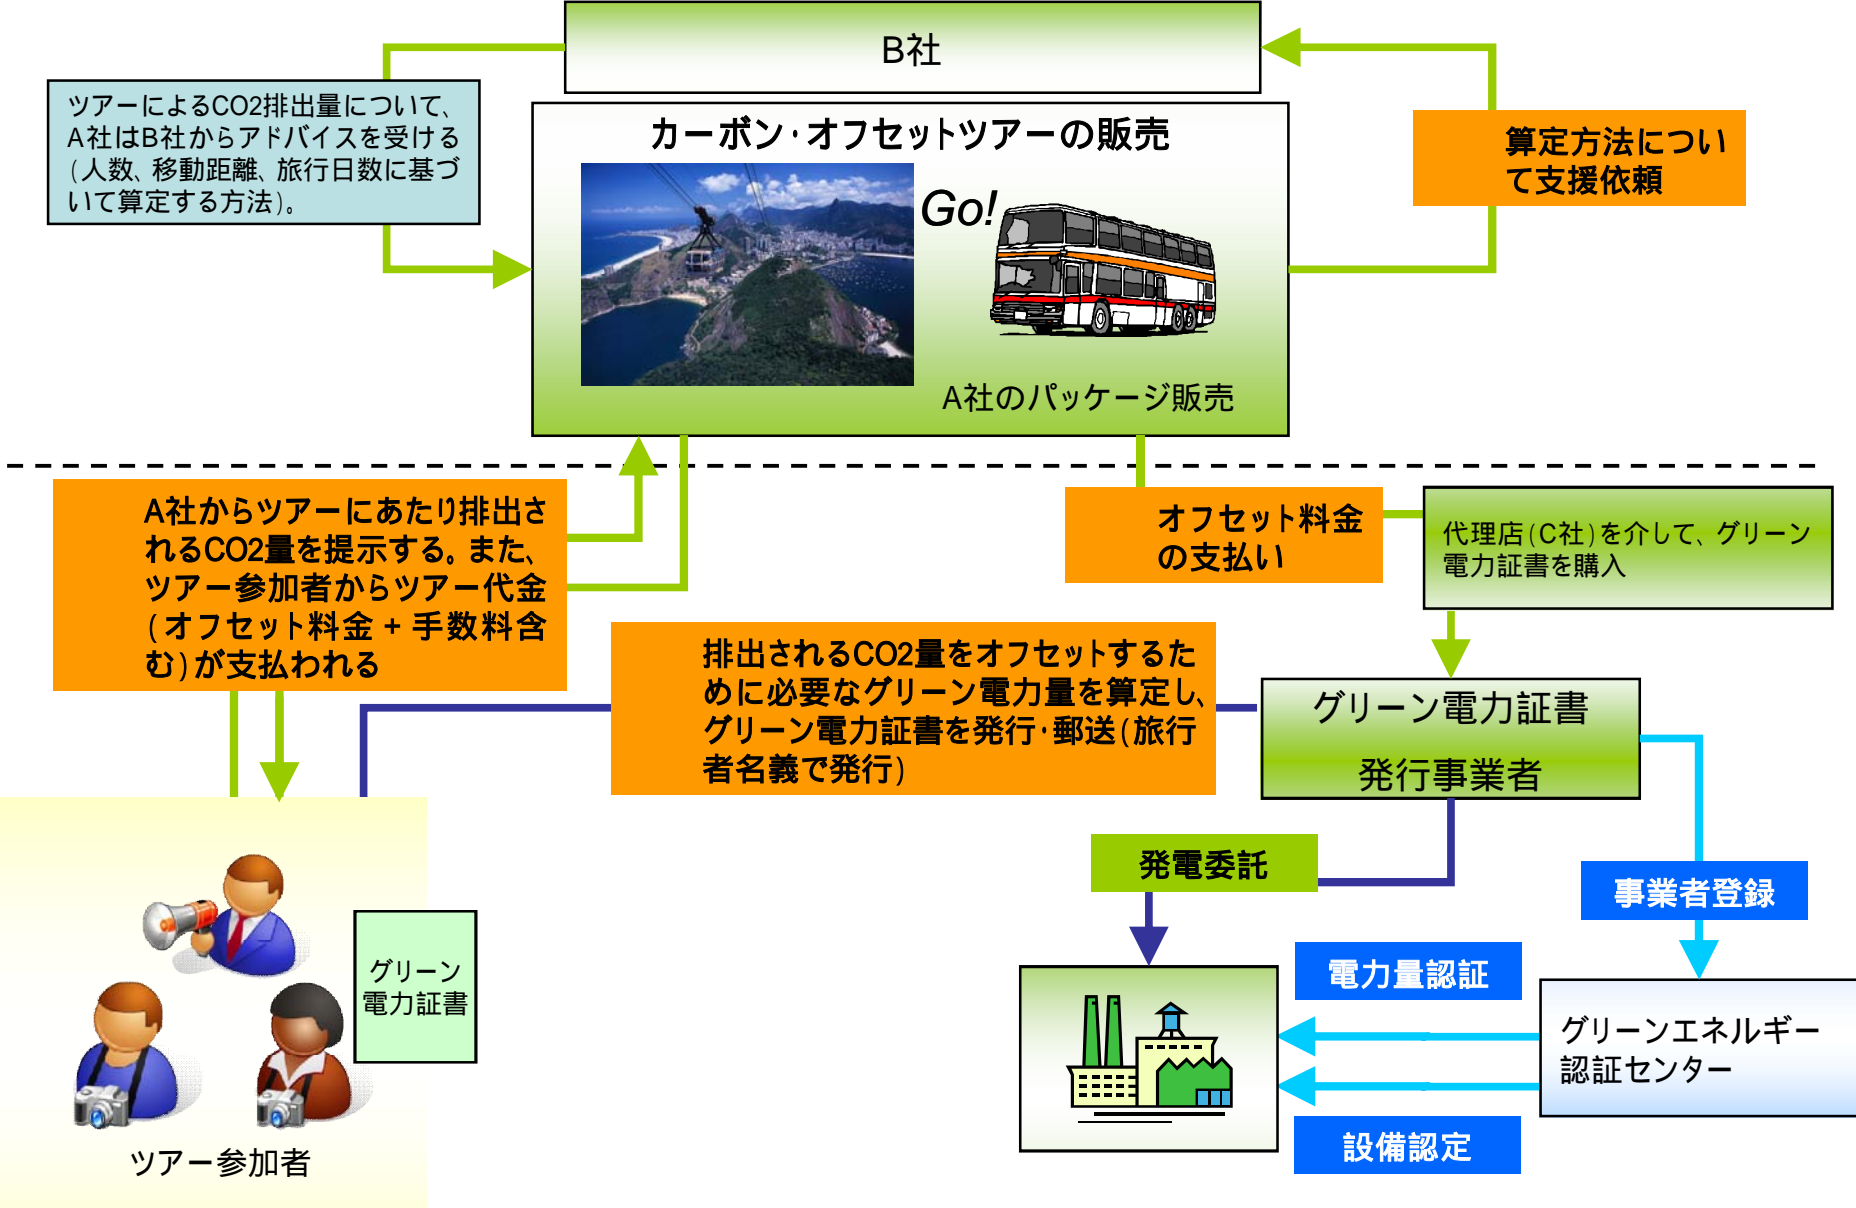 B社
ツアーによるCO2排出量について、
A社はB社からアドバイスを受ける
(人数、移動距離、旅行日数に基づ
いて算定する方法)。
カーボン・オフセットツアーの販売
Go!
A社のパッケージ販売
算定方法につい
て支援依頼
A社からツアーにあたり排出さ
れるCO2量を提示する。また、
ツアー参加者からツアー代金
(オフセット料金+手数料含
む)が支払われる
オフセット料金
の支払い
代理店(C社)を介して、グリーン
電力証書を購入
排出されるCO2量をオフセットするた
めに必要なグリーン電力量を算定し、
グリーン電力証書を発行・郵送(旅行
者名義で発行)
グリーン電力証書
発行事業者
発電委託
事業者登録
グリーン
電力証書
ツアー参加者
電力量認証
設備認定
グリーンエネルギー
認証センター